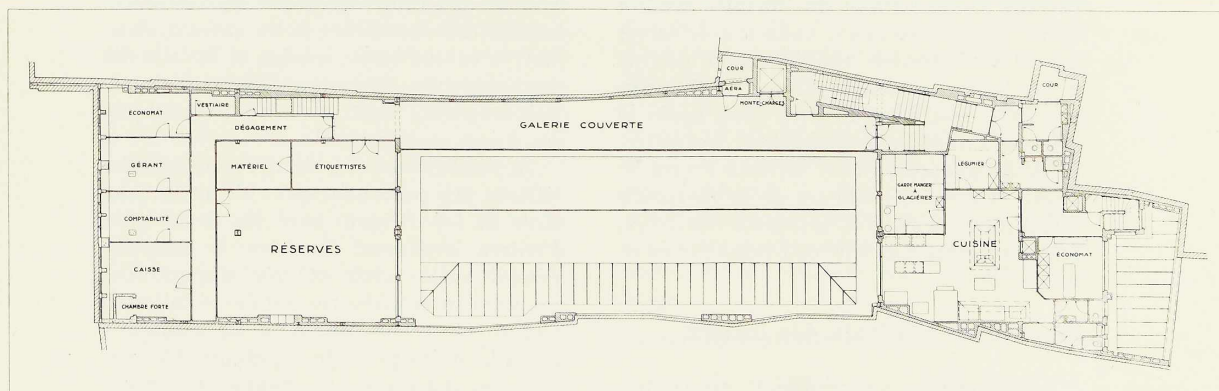 COUR
AÉRA
MONTE-CHARGES
COUR
ECONOMAT
VESTIAIRE
DÉGAGEMENT
GALERIE COUVERTE
GÉRANT
MATÉRIEL
ÉTIQUETTISTES
LÉGUMIER
GARDE MANGER
&
GLACIÈRES
COMPTABILITÉ
RÉSERVES
CUISINE
ÉCONOMAT
CAISSE
CHAMBRE FORTE